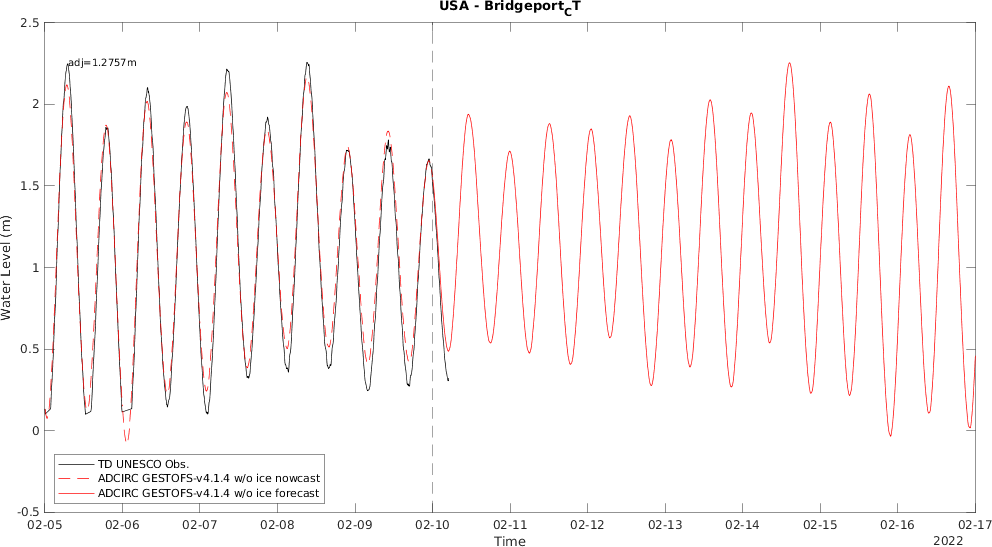 USA - BridgeportCT
adj=1.2757m
2.5
2
1.5
1
0.5
0
-0.5
Water Level (m)
TD UNESCO Obs.
ADCIRC GESTOFS-v4.1.4 w/o ice nowcast
ADCIRC GESTOFS-v4.1.4 w/o ice forecast
02-05 02-06 02-07 02-08 02-09 02-10 02-11 02-12 02-13 02-14 02-15 02-16 02-17
Time
2022